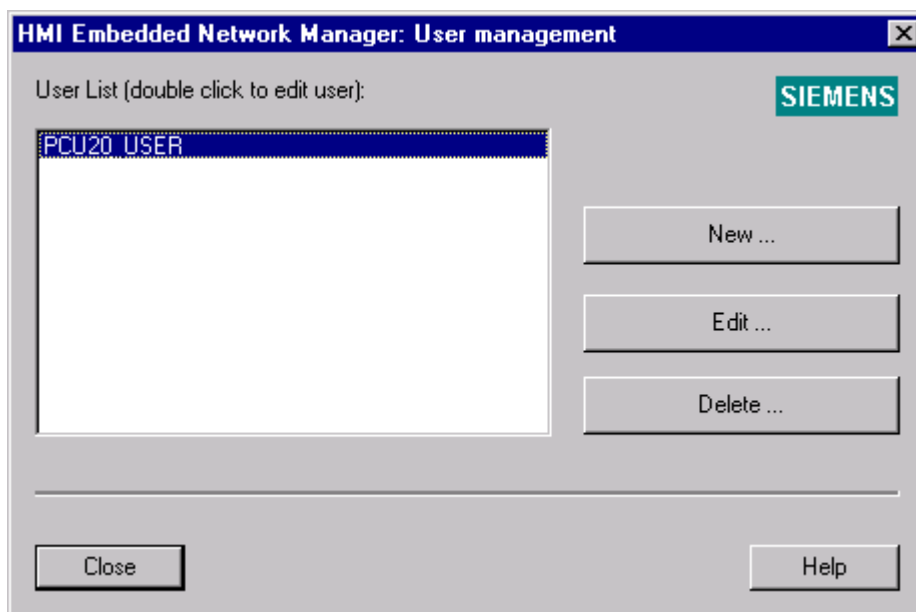 HMI Embedded Network Manager: User management
User List (double click to edit user):
SIEMENS
PCU20_USER
New ...
Edit ...
Delete ...
Close
Help